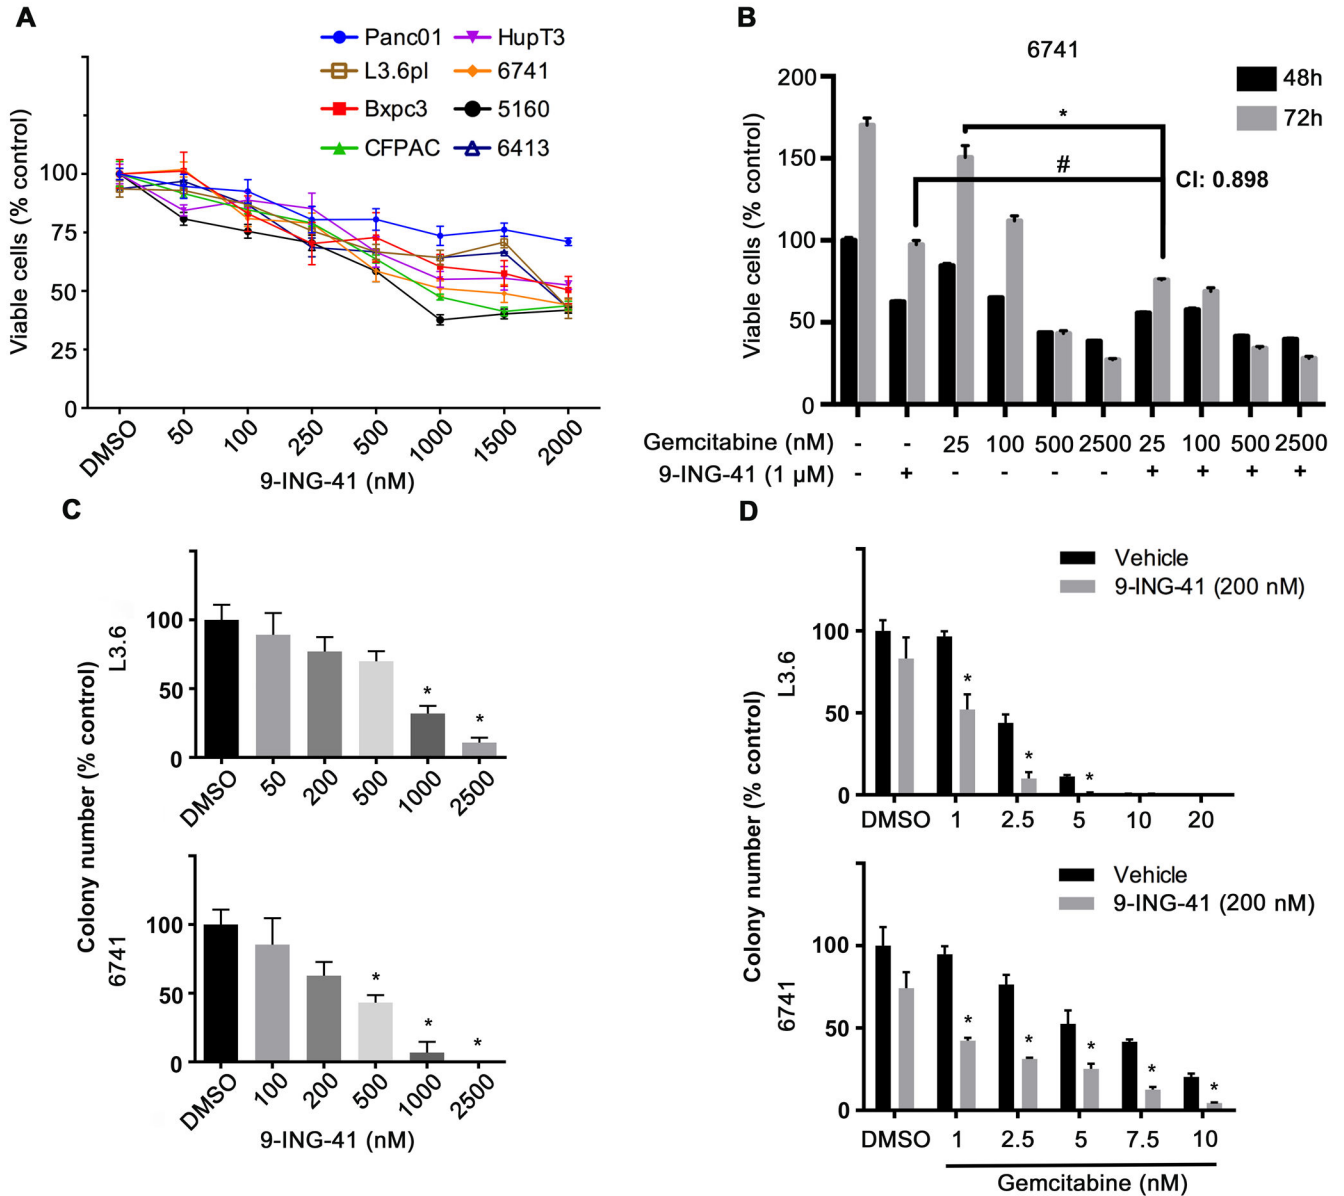 A
Panc01
HupT3
L3.6pl
6741
Bxpc3
5160
CFPAC
6413
Viable cells (% control)
100
75
50
25
0
DMSO 50 100 250 500 1000 1500 2000
9-ING-41 (nM)
B
6741
48h
72h
Viable cells (% control)
200
150
100
50
0
*
#
CI: 0.898
Gemcitabine (nM) - - 25 100 500 2500 25 100 500 2500
9-ING-41 (1 µM) - + - - - - + + + +
C
Colony number (% control)
L3.6
100
50
0
* *
DMSO 50 200 500 1000 2500
6741
100
50
0
* * *
DMSO 100 200 500 1000 2500
9-ING-41 (nM)
D
Colony number (% control)
Vehicle
9-ING-41 (200 nM)
L3.6
100
50
0
* * *
DMSO 1 2.5 5 10 20
Vehicle
9-ING-41 (200 nM)
6741
100
50
0
* * * * *
DMSO 1 2.5 5 7.5 10
Gemcitabine (nM)